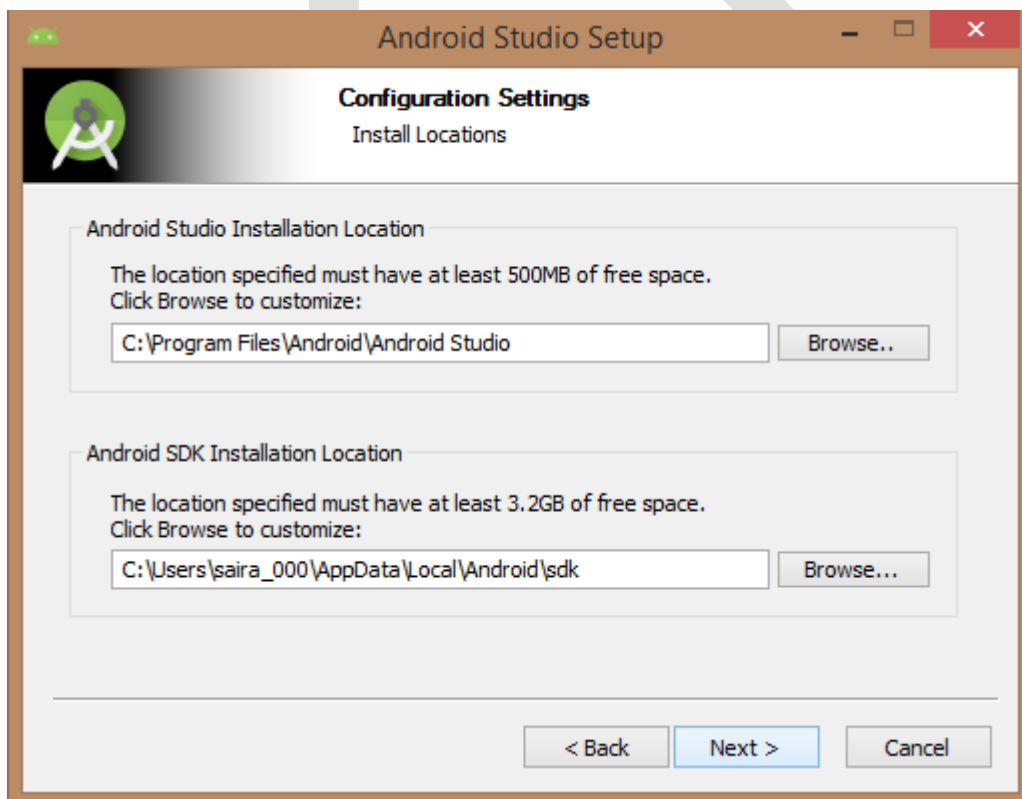 Android Studio Setup
Configuration Settings
Install Locations
Android Studio Installation Location
The location specified must have at least 500MB of free space.
Click Browse to customize:
C:\Program Files\Android\Android Studio
Browse..
Android SDK Installation Location
The location specified must have at least 3.2GB of free space.
Click Browse to customize:
C:\Users\saira_000\AppData\Local\Android\sdk
Browse...
< Back
Next >
Cancel